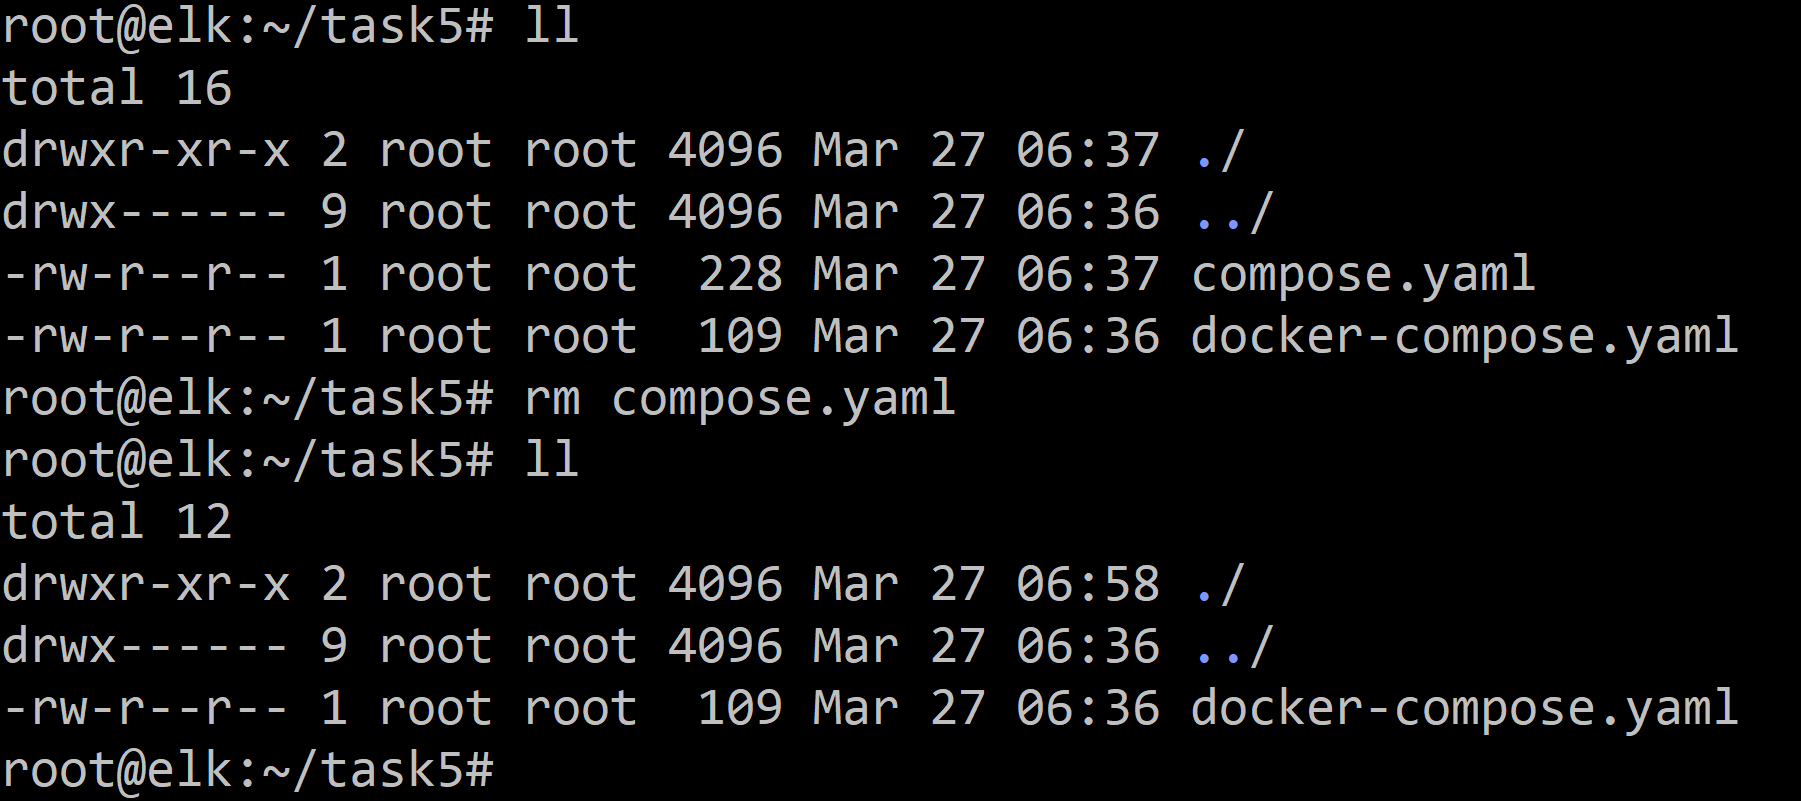 root@elk:~/task5# ll
total 16
drwxr-xr-x 2 root root 4096 Mar 27 06:37 ./
drwx------ 9 root root 4096 Mar 27 06:36 ../
-rw-r--r-- 1 root root  228 Mar 27 06:37 compose.yaml
-rw-r--r-- 1 root root  109 Mar 27 06:36 docker-compose.yaml
root@elk:~/task5# rm compose.yaml
root@elk:~/task5# ll
total 12
drwxr-xr-x 2 root root 4096 Mar 27 06:58 ./
drwx------ 9 root root 4096 Mar 27 06:36 ../
-rw-r--r-- 1 root root  109 Mar 27 06:36 docker-compose.yaml
root@elk:~/task5#